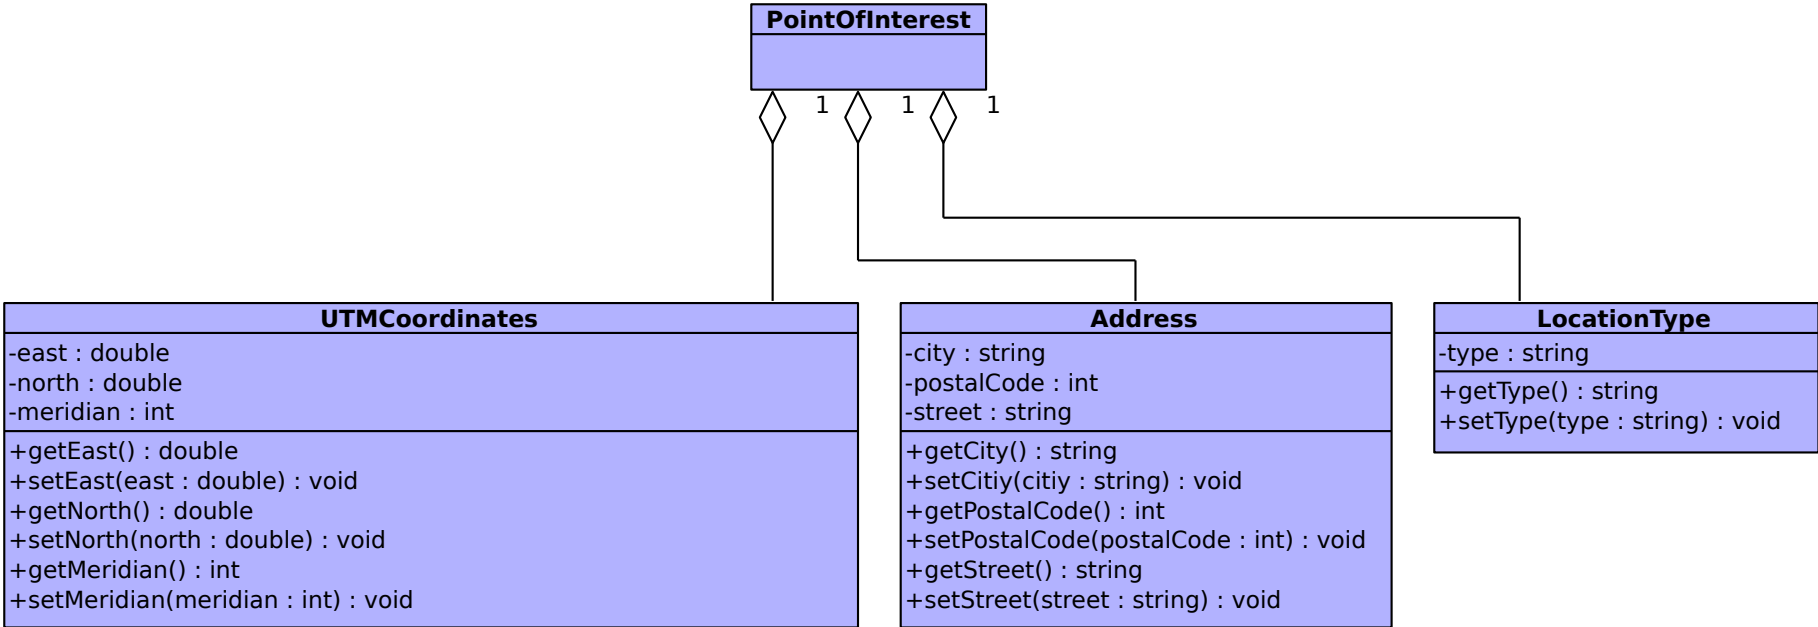 PointOfInterest
1 1 1
UTMCoordinates
-east : double
-north : double
-meridian : int
+getEast() : double
+setEast(east : double) : void
+getNorth() : double
+setNorth(north : double) : void
+getMeridian() : int
+setMeridian(meridian : int) : void
Address
-city : string
-postalCode : int
-street : string
+getCity() : string
+setCitiy(citiy : string) : void
+getPostalCode() : int
+setPostalCode(postalCode : int) : void
+getStreet() : string
+setStreet(street : string) : void
LocationType
-type : string
+getType() : string
+setType(type : string) : void